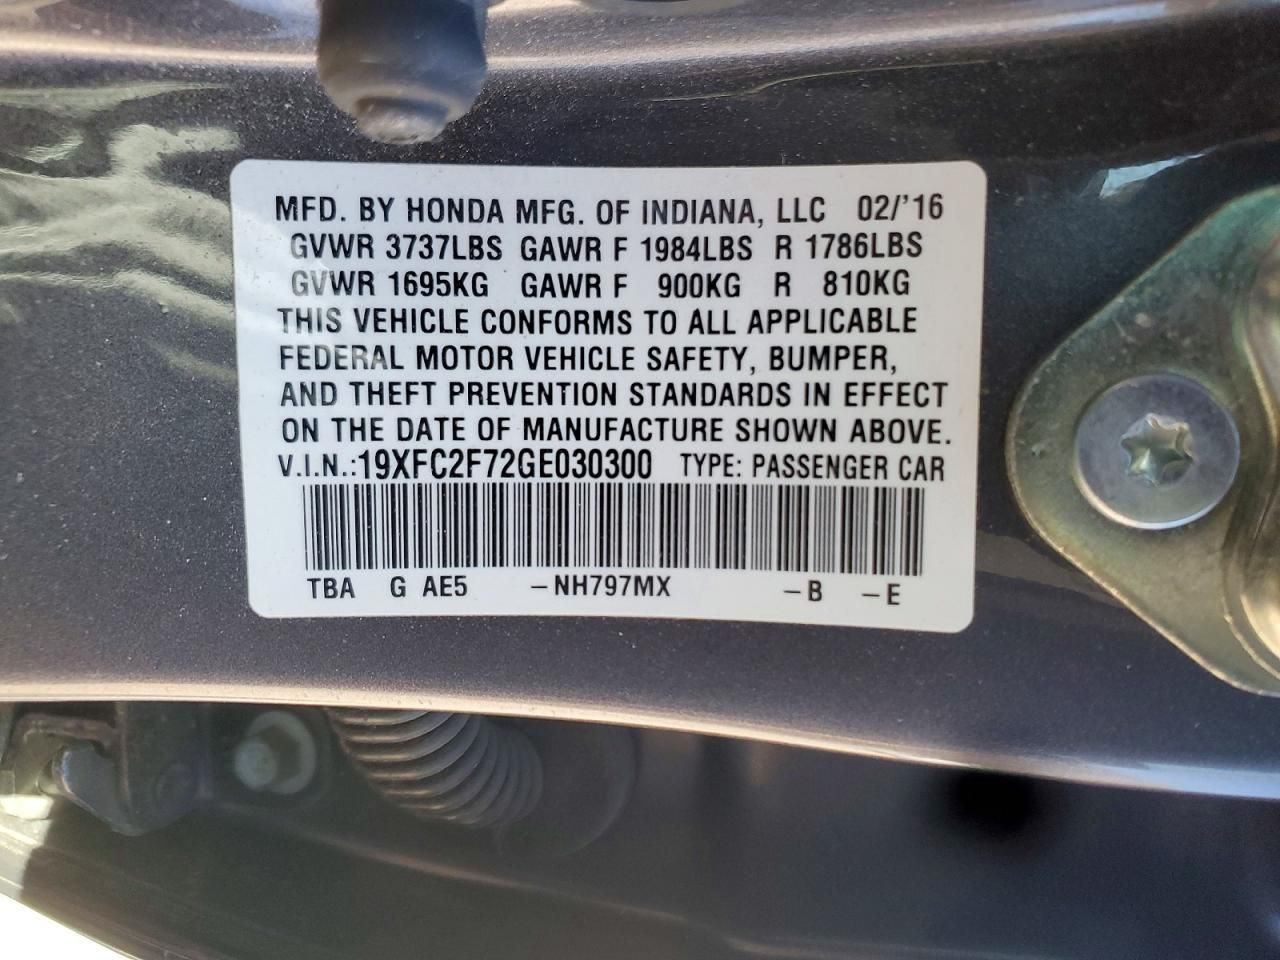 MFD. BY HONDA MFG. OF INDIANA, LLC 02/'16
GVWR 3737LBS GAWR F 1984LBS R 1786LBS
GVWR 1695KG GAWR F 900KG R 810KG
THIS VEHICLE CONFORMS TO ALL APPLICABLE
FEDERAL MOTOR VEHICLE SAFETY, BUMPER,
AND THEFT PREVENTION STANDARDS IN EFFECT
ON THE DATE OF MANUFACTURE SHOWN ABOVE.
V.I.N.:19XFC2F72GE030300 TYPE: PASSENGER CAR
TBA G AE5 -NH797MX -B -E